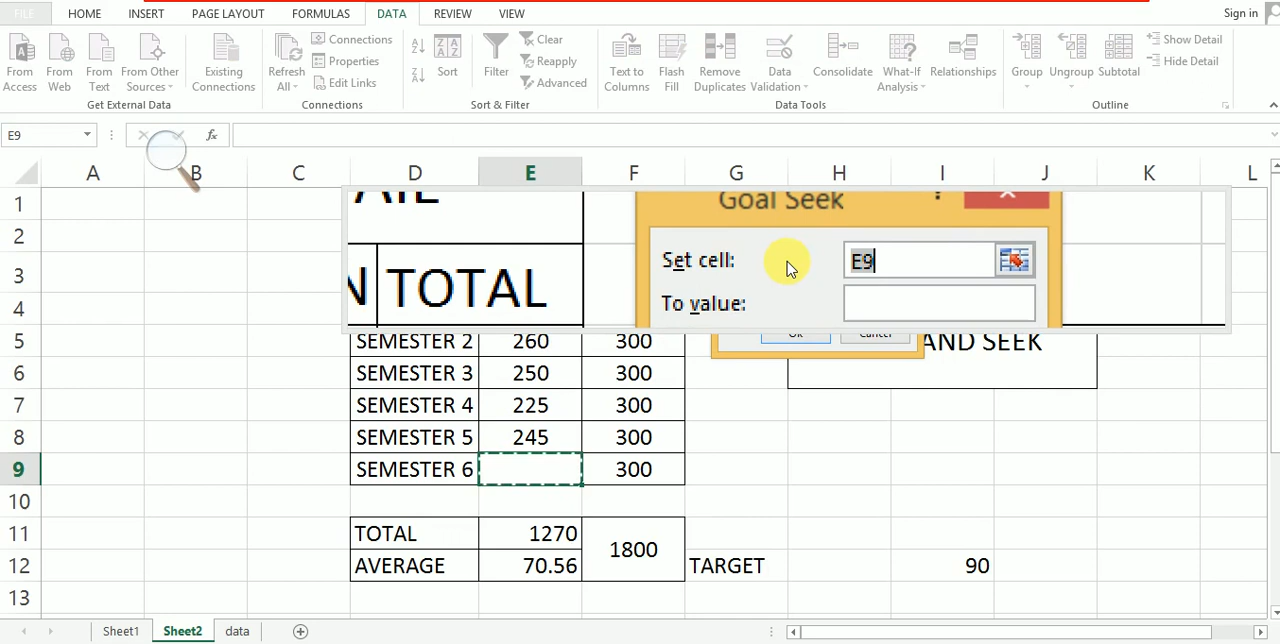 FILE HOME INSERT PAGE LAYOUT FORMULAS DATA REVIEW VIEW Sign in
From Access From Web From Text From Other Sources Existing Connections Refresh All Connections Properties Edit Links Sort Filter Clear Reapply Advanced Text to Columns Flash Fill Remove Duplicates Data Validation Consolidate What-If Analysis Relationships Group Ungroup Subtotal Show Detail Hide Detail
Get External Data Connections Sort & Filter Data Tools Outline
E9 fx
A B C D E F G H I J K L
1 Goal Seek ?
2 Set cell: E9
3 TOTAL
4 To value:
5 SEMESTER 2 260 300 AND SEEK
6 SEMESTER 3 250 300
7 SEMESTER 4 225 300
8 SEMESTER 5 245 300
9 SEMESTER 6 300
10
11 TOTAL 1270 1800
12 AVERAGE 70.56 TARGET 90
13
Sheet1 Sheet2 data